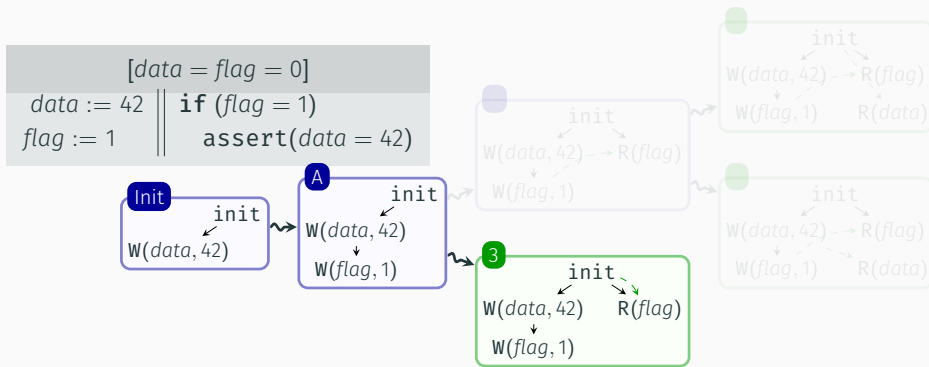 [data = flag = 0]
data := 42 || if (flag = 1)
flag := 1 || assert(data = 42)
Init
init
W(data, 42)
A
init
W(data, 42)
W(flag, 1)
3
init
W(data, 42) R(flag)
W(flag, 1)
init
W(data, 42) R(flag)
W(flag, 1)
init
W(data, 42) R(flag)
W(flag, 1) R(data)
init
W(data, 42) R(flag)
W(flag, 1) R(data)